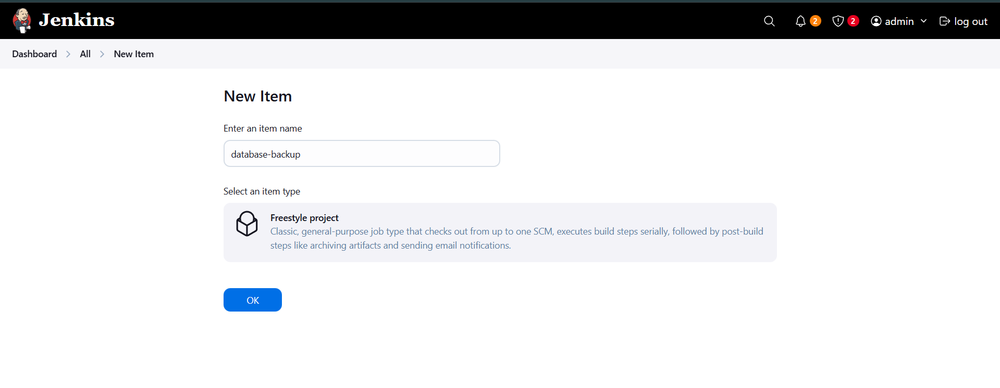 Jenkins
2
2
admin
log out
Dashboard
All
New Item
New Item
Enter an item name
database-backup
Select an item type
Freestyle project
Classic, general-purpose job type that checks out from up to one SCM, executes build steps serially, followed by post-build
steps like archiving artifacts and sending email notifications.
OK